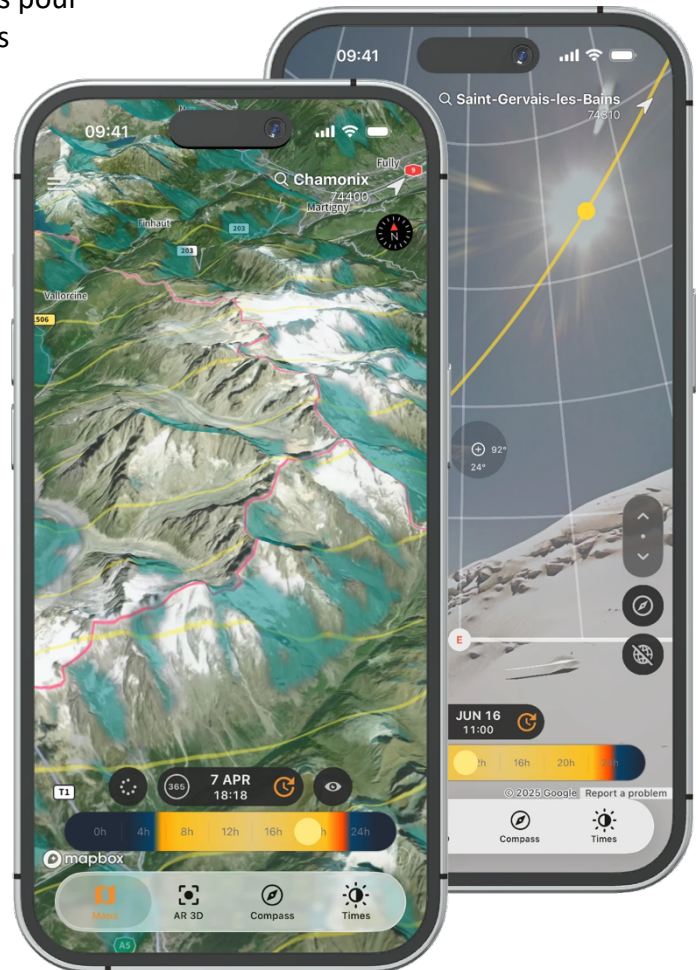 s pour
s
09:41
Saint-Gervais-les-Bains
74310
92°
24°
E
JUN 16
11:00
16h
20h
© 2025 Google Report a problem
Compass
Times
09:41
Chamonix
74400
Fully
9
Martigny
Finhaut
203
203
Vallorcine
506
N
T1
365
7 APR
18:18
0h
4h
8h
12h
16h
24h
mapbox
Maps
AR 3D
Compass
Times
A5